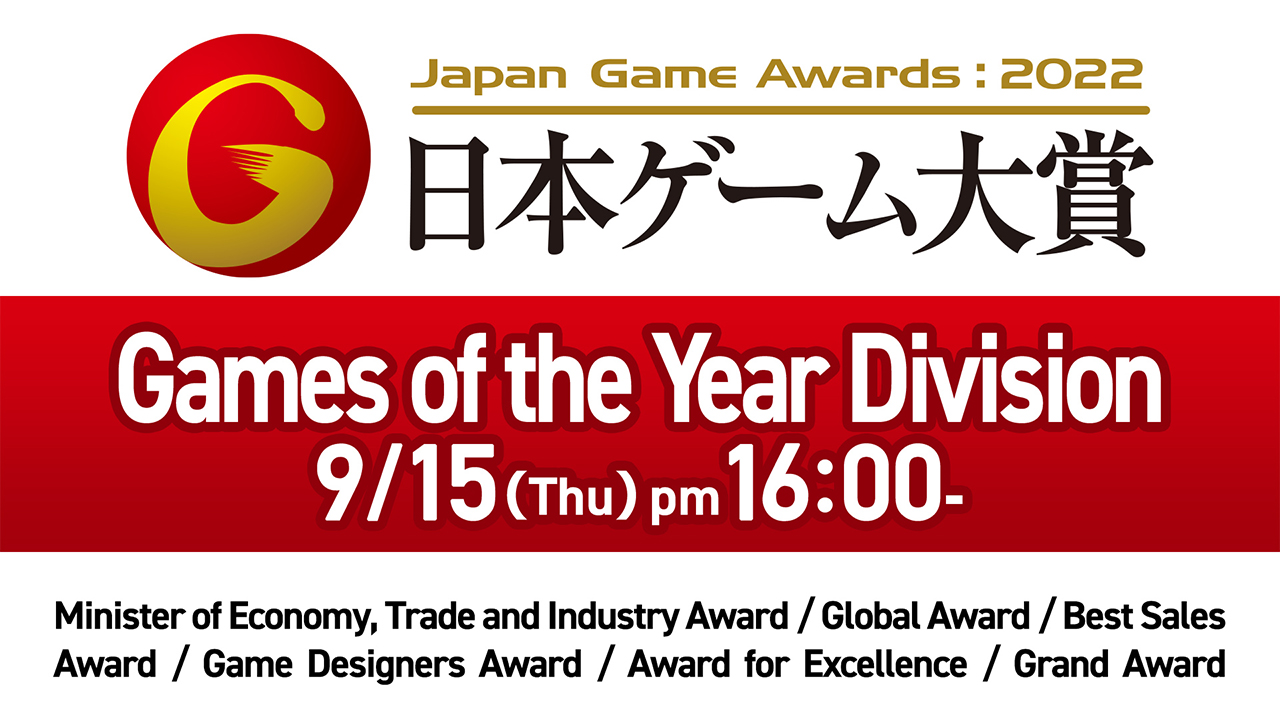 Japan Game Awards : 2022
日本ゲーム大賞
Games of the Year Division
9/15(Thu) pm 16:00-
Minister of Economy, Trade and Industry Award / Global Award / Best Sales
Award / Game Designers Award / Award for Excellence / Grand Award